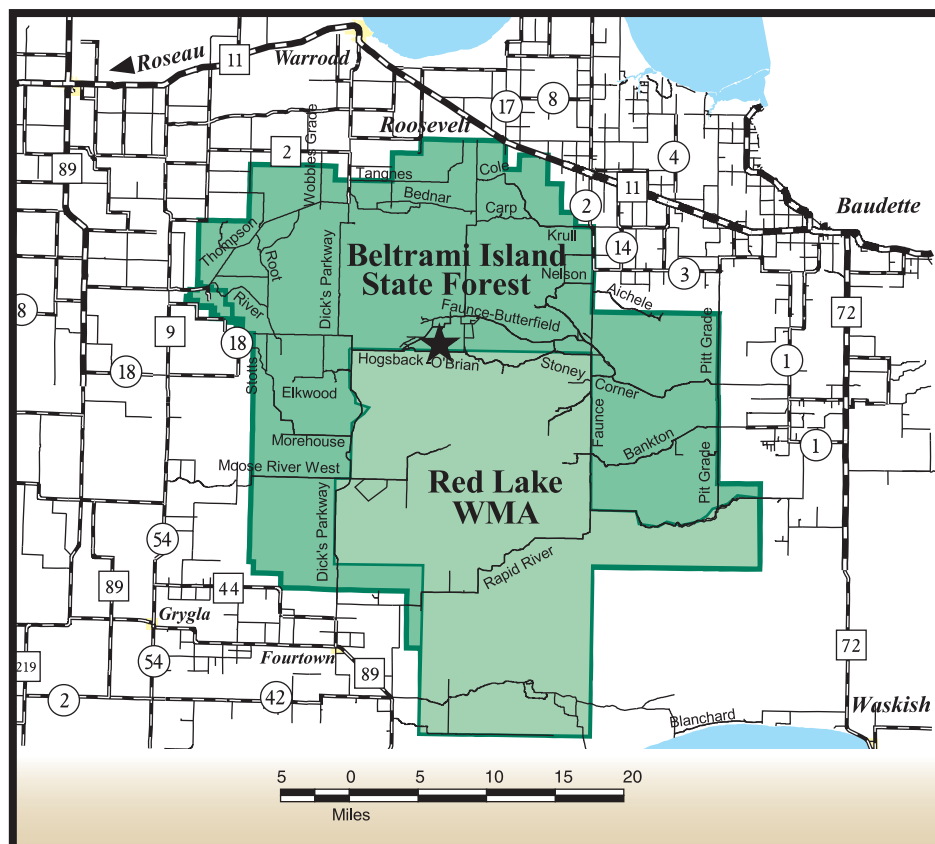 Roseau
11
Warroad
17
8
Roosevelt
89
2
Wobbles Grade
Tangnes
Cole
4
Bednar
11
2
Carp
Baudette
Thompson
Krull
14
Root
Dick's Parkway
Beltrami Island
State Forest
Nelson
3
Aichele
River
Faunce-Butterfield
72
8
9
18
Pitt Grade
Hogsback
O'Brian
Stoney
1
18
Stotts
Elkwood
Corner
Faunce
Morehouse
Bankton
1
Moose River West
Red Lake
WMA
Pit Grade
Dick's Parkway
54
Rapid River
89
44
Grygla
Fourtown
72
219
54
89
2
42
Waskish
Blanchard
5 0 5 10 15 20
Miles